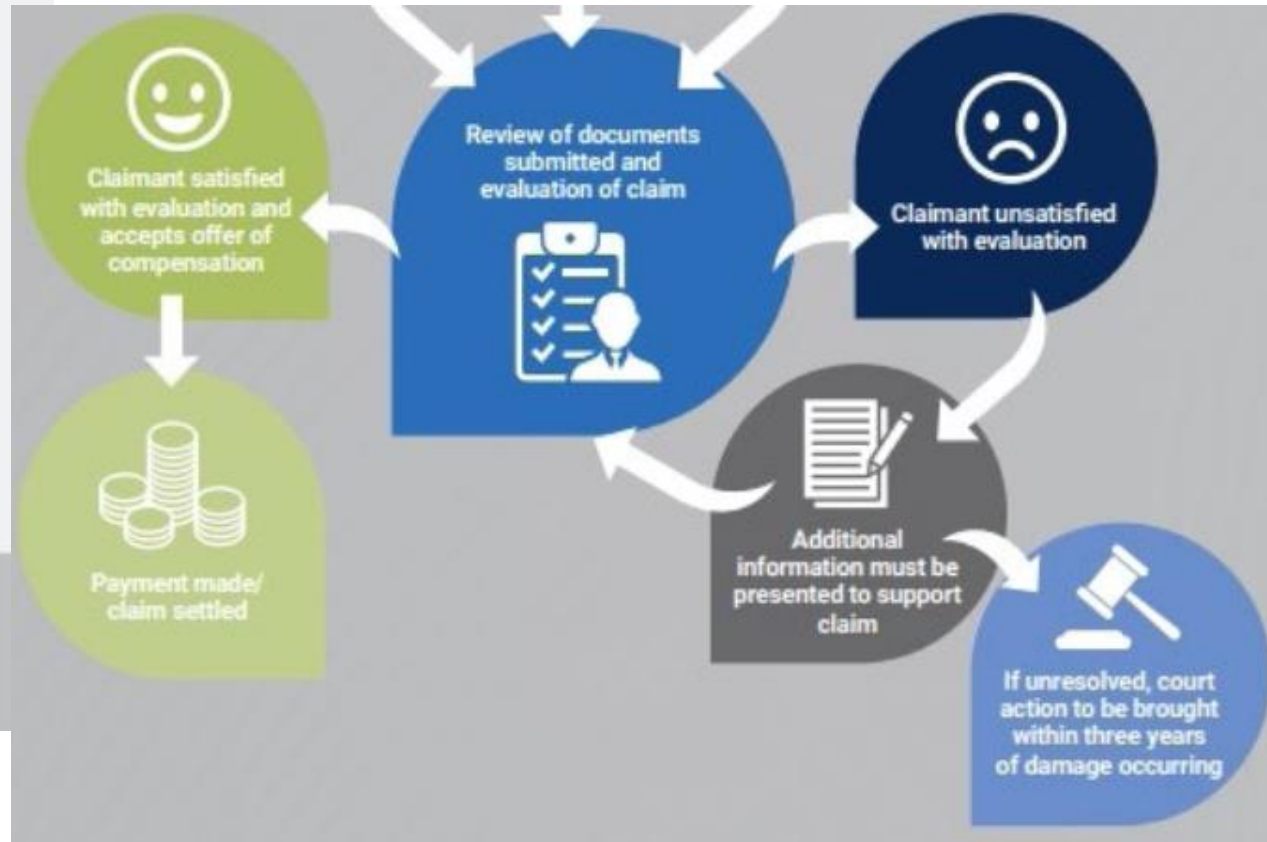 Claimant satisfied
with evaluation and
accepts offer of
compensation
Review of documents
submitted and
evaluation of claim
Claimant unsatisfied
with evaluation
Payment made/
claim settled
Additional
information must be
presented to support
claim
If unresolved, court
action to be brought
within three years
of damage occurring